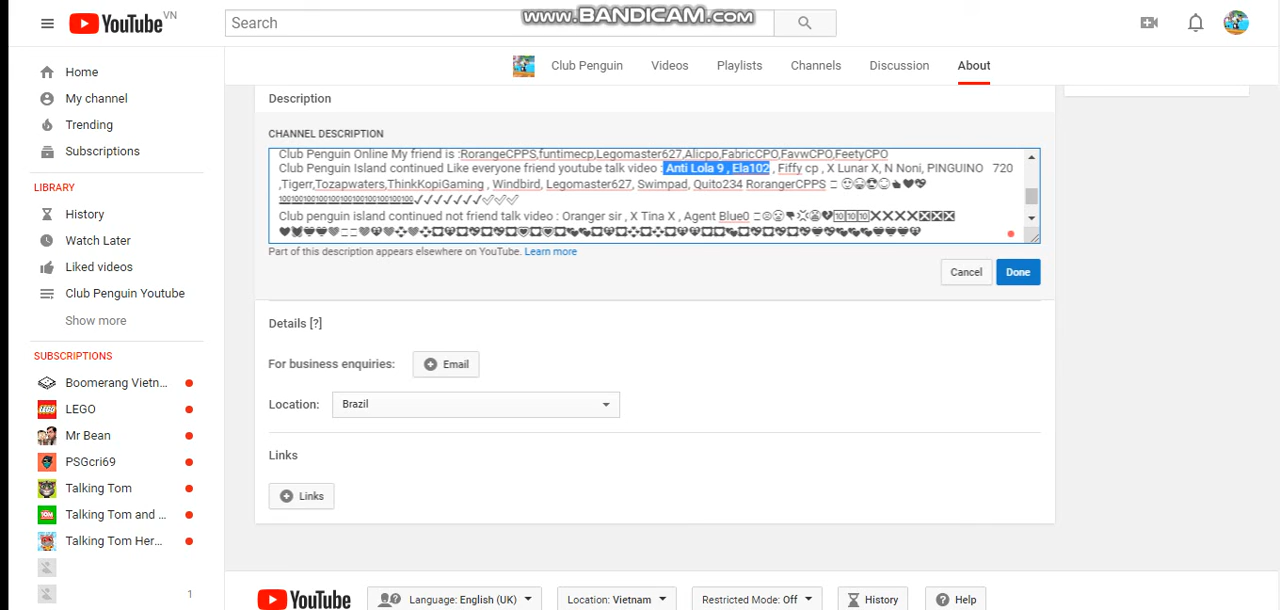 www.BANDICAM.com
YouTube VN
Search
Club Penguin Videos Playlists Channels Discussion About
Home
My channel
Trending
Subscriptions
LIBRARY
History
Watch Later
Liked videos
Club Penguin Youtube
Show more
SUBSCRIPTIONS
Boomerang Vietn...
LEGO
Mr Bean
PSGcri69
Talking Tom
Talking Tom and ...
Talking Tom Her...
1
Description
CHANNEL DESCRIPTION
Club Penguin Online My friend is :RorangeCPPS,funtimecp,Legomaster627,Alicpo,FabricCPO,FavwCPO,FeetyCPO
Club Penguin Island continued Like everyone friend youtube talk video : Anti Lola 9 , Ela102 , Fiffy cp , X Lunar X, N Noni, PINGUINO 720
,Tigerr,Tozapwaters,ThinkKopiGaming , Windbird, Legomaster627, Swimpad, Quito234 RorangerCPPS
Club penguin island continued not friend talk video : Oranger sir , X Tina X , Agent Blue0
Part of this description appears elsewhere on YouTube. Learn more
Cancel Done
Details [?]
For business enquiries: Email
Location: Brazil
Links
Links
YouTube Language: English (UK) Location: Vietnam Restricted Mode: Off History Help